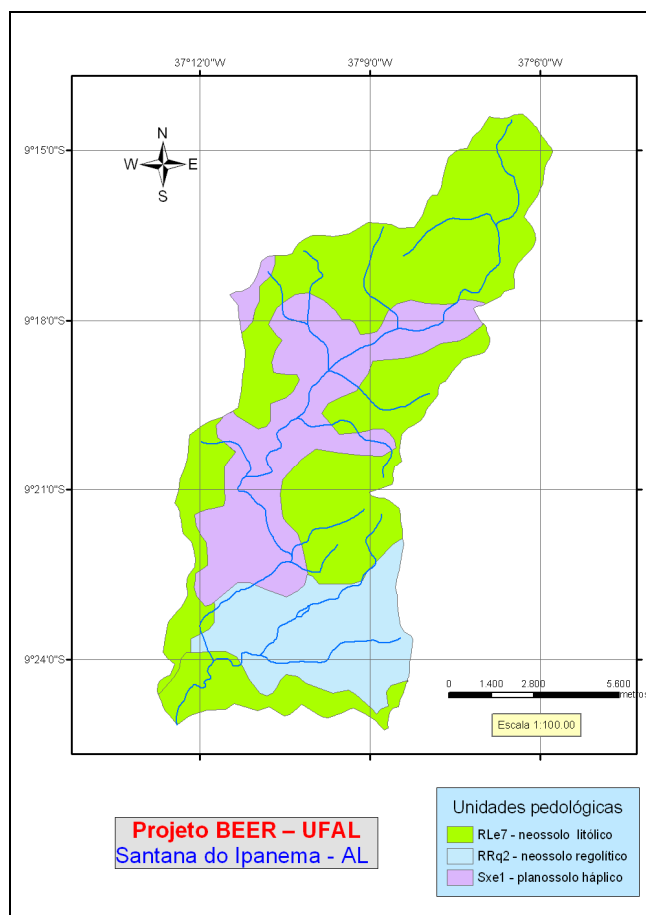 37°12'0"W 37°9'0"W 37°6'0"W
N
W E
S
9°15'0"S
9°18'0"S
9°21'0"S
9°24'0"S
0 1.400 2.800 5.600
metros
Escala 1:100.00
Projeto BEER – UFAL
Santana do Ipanema - AL
Unidades pedológicas
RLe7 - neossolo litólico
RRq2 - neossolo regolítico
Sxe1 - planossolo háplico